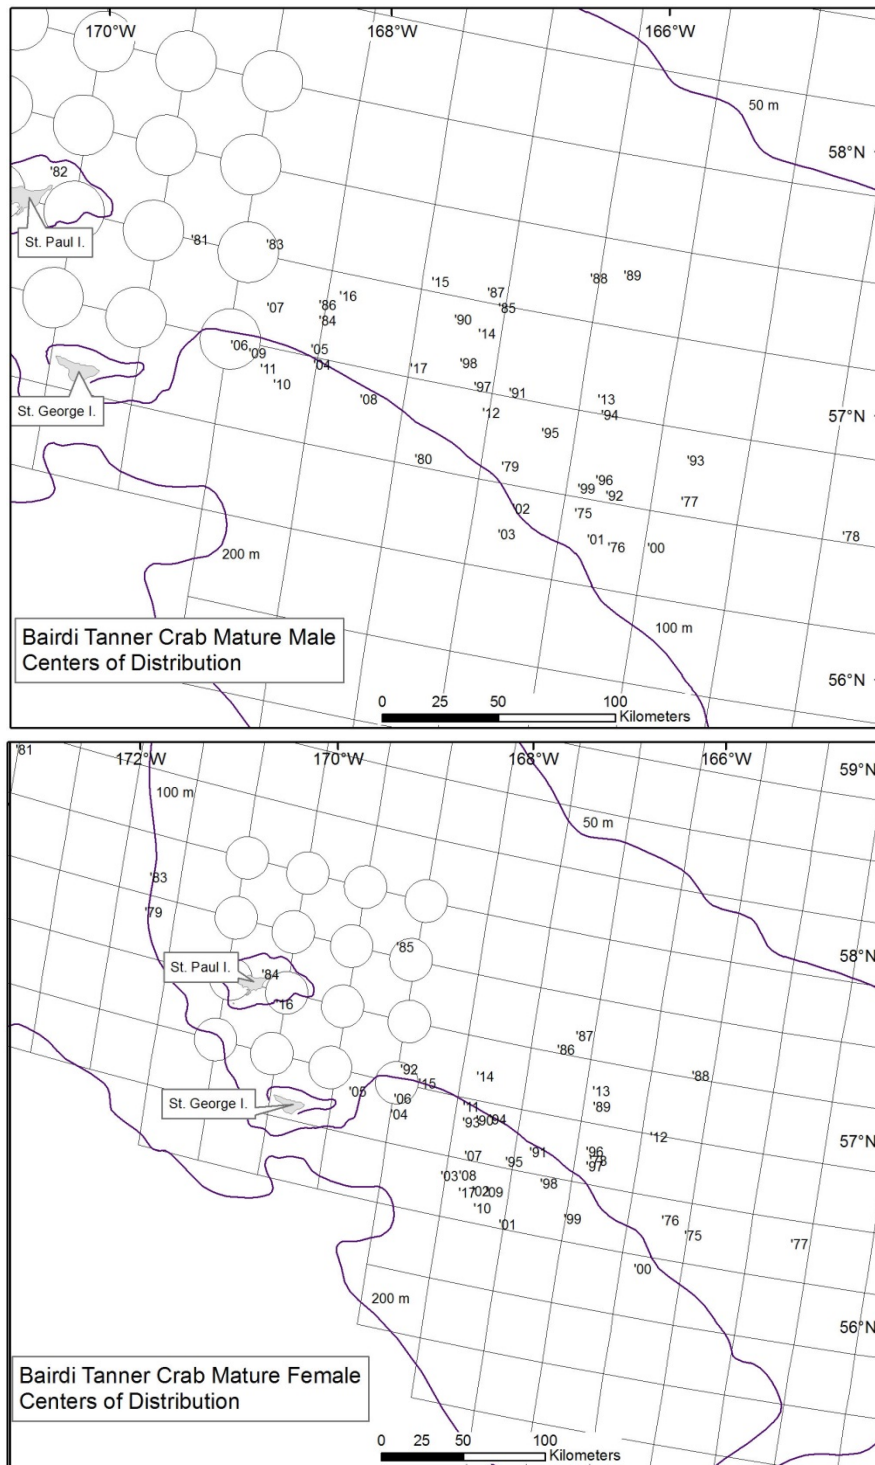 170°W 168°W 166°W
50 m
58°N
'82
St. Paul I.
'81 '83
'88 '89
'15 '87
'16
'07 '86 '85
'84 '90
'14
'06 '09 '05
'04 '98
'11 '17
'10 '97 '91
St. George I. '08 '13
'12 '94 57°N
'95
'80 '79 '93
'96
'99 '92
'02 '75 '77
'03 '01 '78
'76 '00
200 m
100 m
Bairdi Tanner Crab Mature Male
Centers of Distribution
56°N
0 25 50 100
Kilometers
'81 172°W 170°W 168°W 166°W
59°N
100 m
50 m
'83
'79
'85
58°N
St. Paul I. '84
'16
'87
'86
'92 '14 '88
'15
'05 '13
St. George I. '06 '11 '89
'04 '90 '94
'93 '12 57°N
'07 '91 '96
'95 '78
'97
'03 '08 '98
'17 '02 '09
'10 '99 '76
'01 '75 '77
'00
200 m
56°N
Bairdi Tanner Crab Mature Female
Centers of Distribution
0 25 50 100
Kilometers